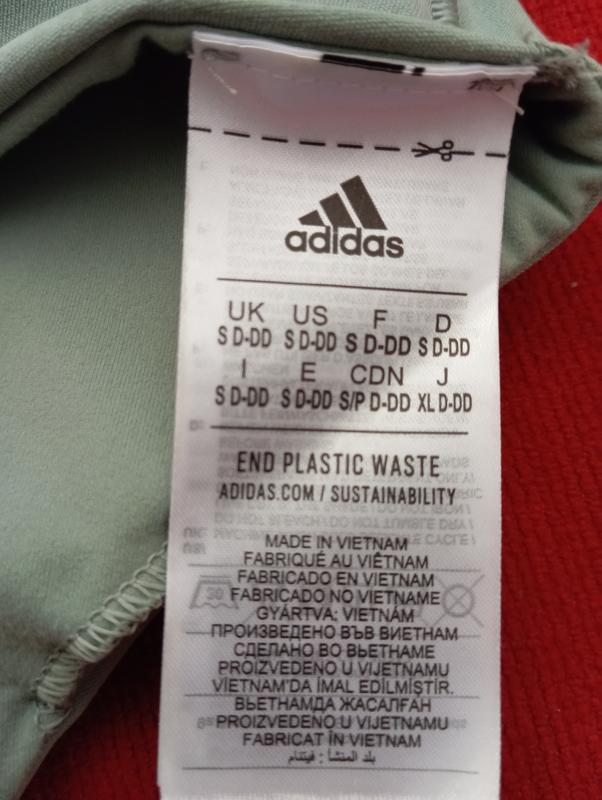 adidas
UK US F D
S D-DD S D-DD S D-DD S D-DD
I E CDN J
S D-DD S D-DD S/P D-DD XL D-DD
END PLASTIC WASTE
ADIDAS.COM / SUSTAINABILITY
MADE IN VIETNAM
FABRIQUÉ AU VIÊTNAM
FABRICADO EN VIETNAM
FABRICADO NO VIETNAME
GYÁRTVA: VIETNÁM
ПРОИЗВЕДЕНО ВЪВ ВИЕТНАМ
СДЕЛАНО ВО ВЬЕТНАМЕ
PROIZVEDENO U VIJETNAMU
VİETNAM'DA İMAL EDİLMİŞTİR.
ВЬЕТНАМДА ЖАСАЛҒАН
PROIZVEDENO U VIJETNAMU
FABRICAT ÎN VIETNAM
بلد المنشأ : فيتنام